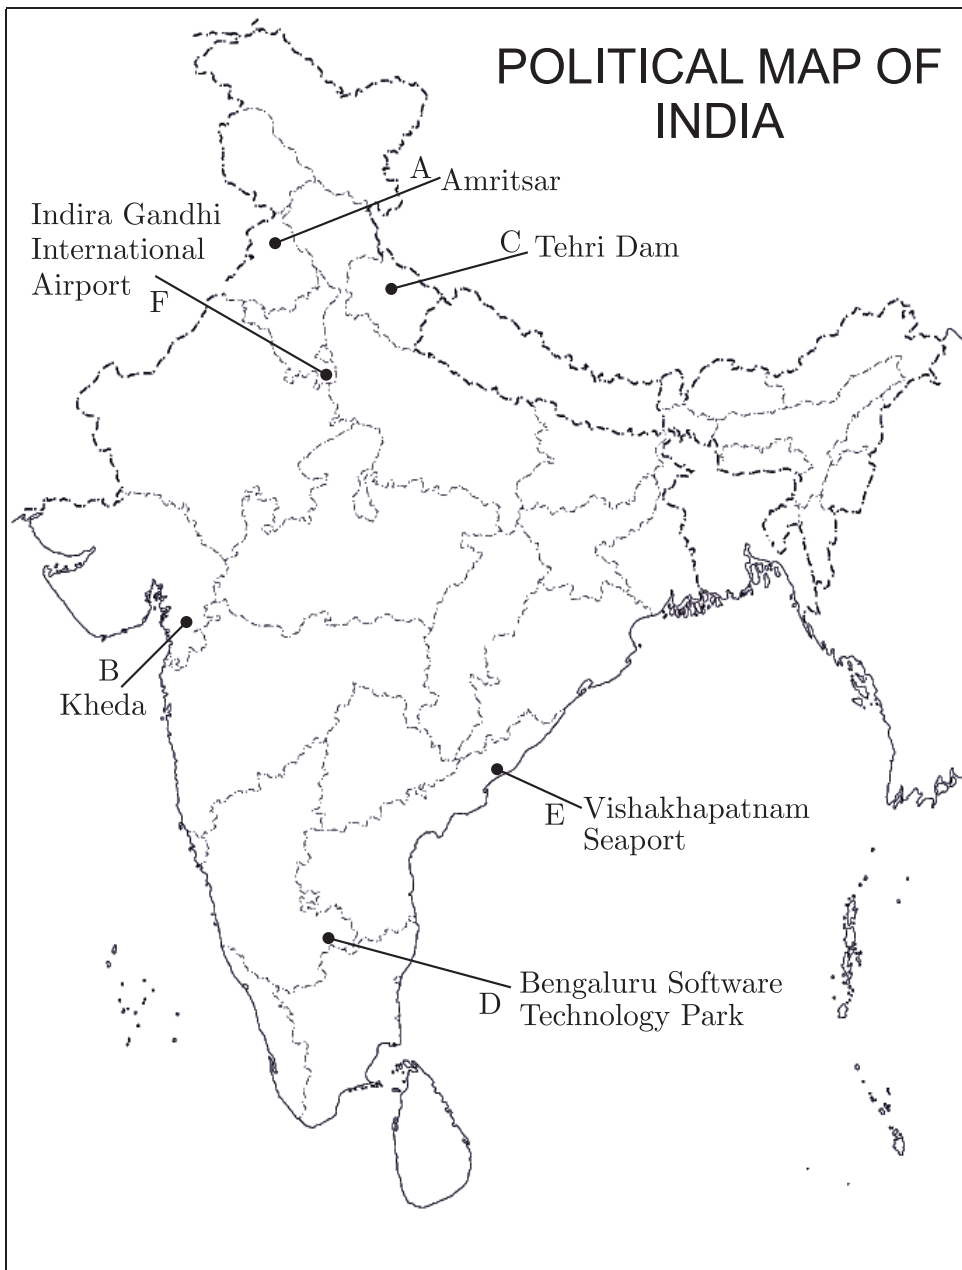 POLITICAL MAP OF
INDIA
A
Amritsar
Indira Gandhi
International
Airport
F
C
Tehri Dam
B
Kheda
E
Vishakhapatnam
Seaport
D
Bengaluru Software
Technology Park